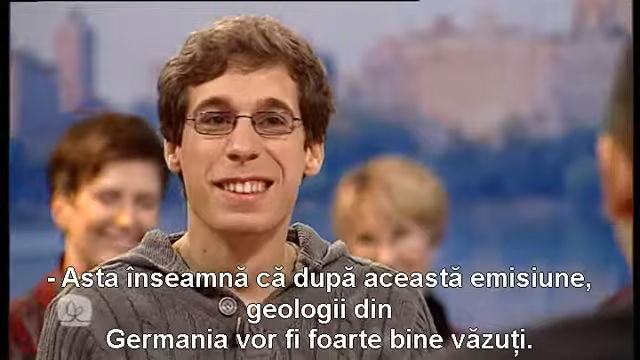 - Asta înseamnă că după această emisiune,
geologii din
Germania vor fi foarte bine văzuți.